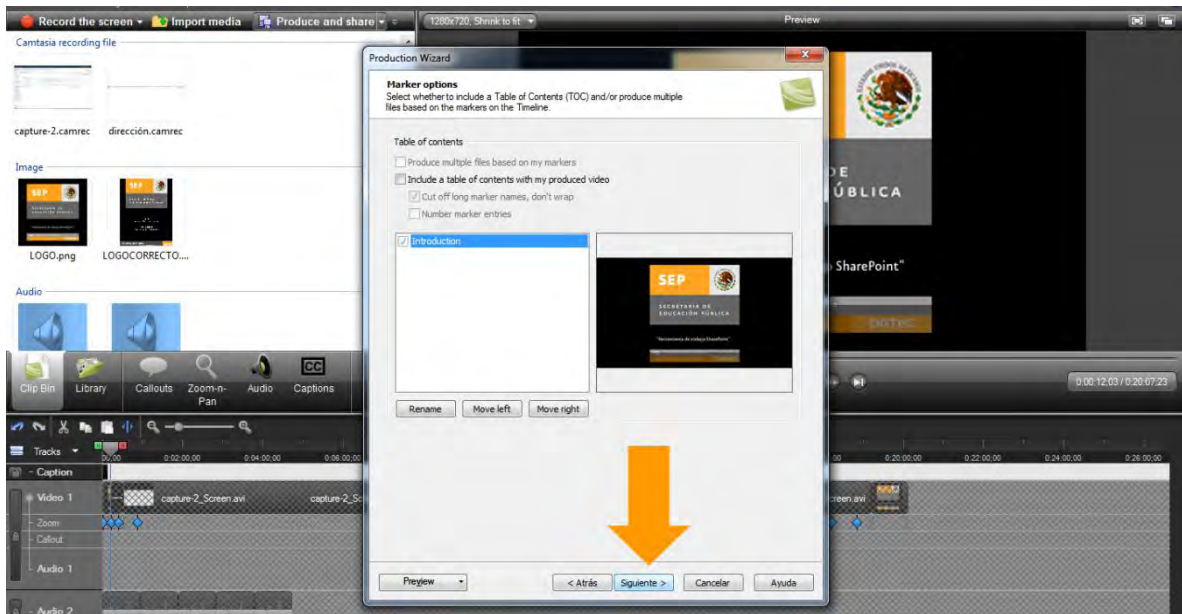 Record the screen
Import media
Produce and share
1280x720, Shrink to fit
Preview
Camtasia recording file
capture-2.camrec
dirección.camrec
Image
SEP
LOGO.png
LOGOCORRECTO....
Audio
Clip Bin
Library
Callouts
Zoom-n-
Pan
Audio
CC
Captions
Production Wizard
Marker options
Select whether to include a Table of Contents (TOC) and/or produce multiple
files based on the markers on the Timeline.
Table of contents
Produce multiple files based on my markers
Include a table of contents with my produced video
Cut off long marker names, don't wrap
Number marker entries
Introduction
SEP
SECRETARÍA DE
EDUCACIÓN PÚBLICA
Rename
Move left
Move right
Preview
< Atrás
Siguiente >
Cancelar
Ayuda
ESTADOS UNIDOS MEXICANOS
DE
ÚBLICA
SharePoint"
0:00:12;03 / 0:20:07;23
Tracks
0:02:00;00
0:04:00;00
0:06:00;00
0:20:00;00
0:22:00;00
0:24:00;00
0:26:00;00
Caption
Video 1
capture-2_Screen.avi
capture-2_Sc
creen.avi
Zoom
Callout
Audio 1
Audio 2